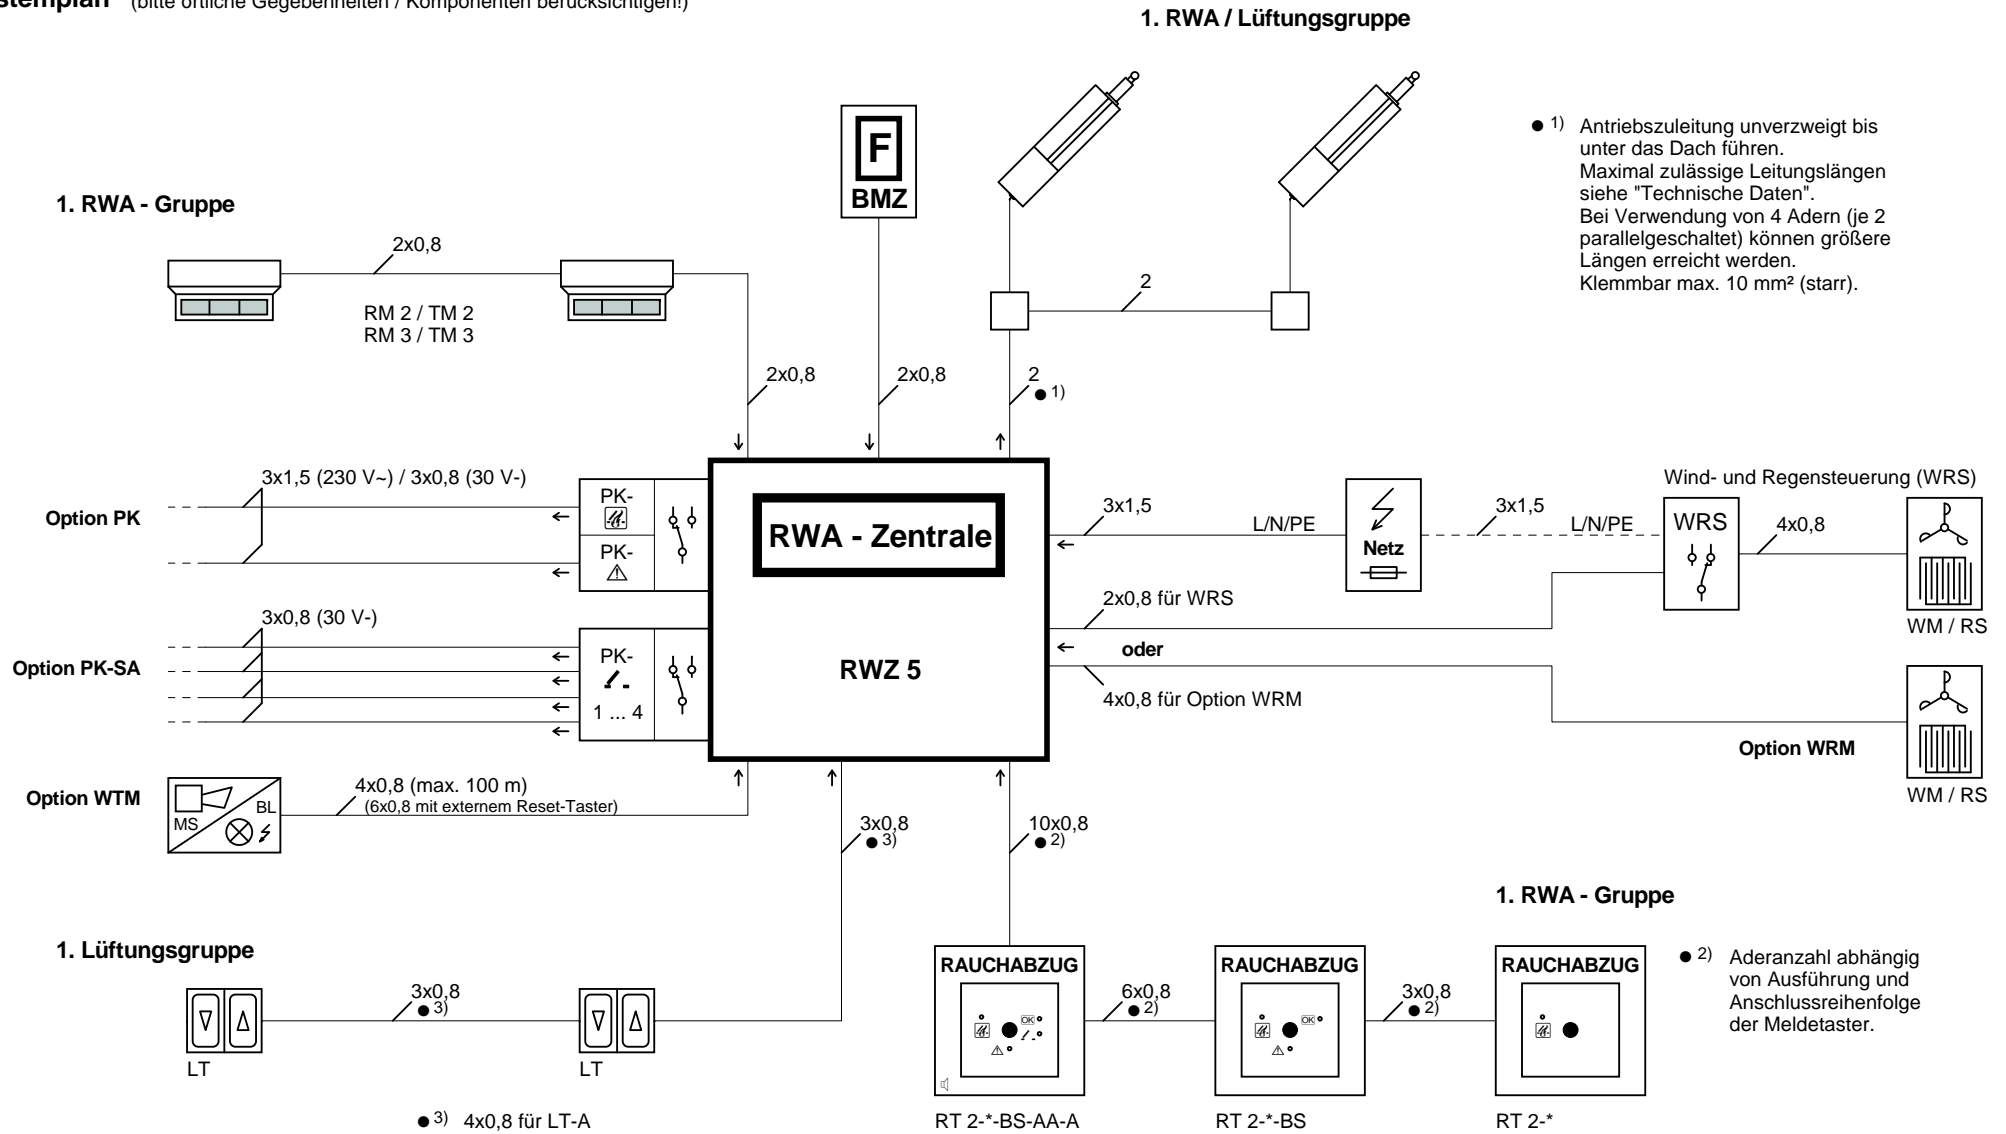 (bitte örtliche Gegebenheiten / Komponenten berücksichtigen!)
1. RWA / Lüftungsgruppe
● 1) Antriebszuleitung unverzweigt bis
unter das Dach führen.
Maximal zulässige Leitungslängen
siehe "Technische Daten".
Bei Verwendung von 4 Adern (je 2
parallelgeschaltet) können größere
Längen erreicht werden.
Klemmbar max. 10 mm² (starr).
F
BMZ
1. RWA - Gruppe
2x0,8
RM 2 / TM 2
RM 3 / TM 3
2
2x0,8
2x0,8
2
● 1)
3x1,5 (230 V~) / 3x0,8 (30 V-)
Option PK
PK-
PK-
RWA - Zentrale
RWZ 5
3x1,5
L/N/PE
Netz
3x1,5
L/N/PE
Wind- und Regensteuerung (WRS)
WRS
4x0,8
WM / RS
2x0,8 für WRS
oder
4x0,8 für Option WRM
Option WRM
WM / RS
3x0,8 (30 V-)
Option PK-SA
PK-
1 ... 4
Option WTM
MS
BL
4x0,8 (max. 100 m)
(6x0,8 mit externem Reset-Taster)
3x0,8
● 3)
10x0,8
● 2)
1. RWA - Gruppe
1. Lüftungsgruppe
LT
3x0,8
● 3)
LT
● 3) 4x0,8 für LT-A
RAUCHABZUG
OK
RT 2-*-BS-AA-A
6x0,8
● 2)
RAUCHABZUG
OK
RT 2-*-BS
3x0,8
● 2)
RAUCHABZUG
RT 2-*
● 2) Aderanzahl abhängig
von Ausführung und
Anschlussreihenfolge
der Meldetaster.